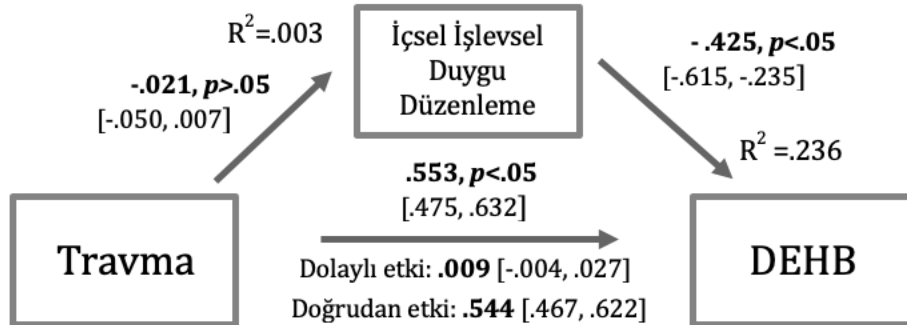 R²=.003
İçsel İşlevsel
Duygu
Düzenleme
-.021, p>.05
[-.050, .007]
- .425, p<.05
[-.615, -.235]
R² =.236
.553, p<.05
[.475, .632]
Travma
DEHB
Dolaylı etki: .009 [-.004, .027]
Doğrudan etki: .544 [.467, .622]